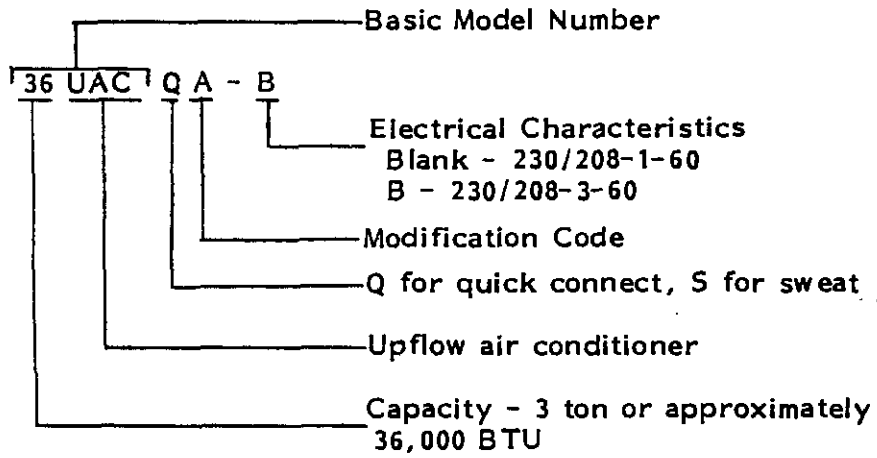 Basic Model Number
36 UAC Q A - B
Electrical Characteristics
Blank - 230/208-1-60
B - 230/208-3-60
Modification Code
Q for quick connect, S for sweat
Upflow air conditioner
Capacity - 3 ton or approximately
36,000 BTU